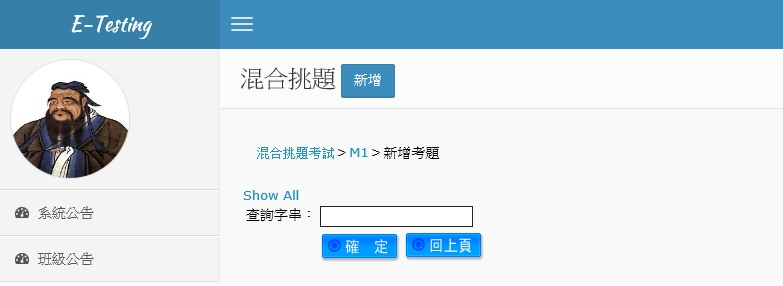 E-Testing
混合挑題 新增
混合挑題考試 > M1 > 新增考題
Show All
查詢字串：
確 定 回上頁
系統公告
班級公告